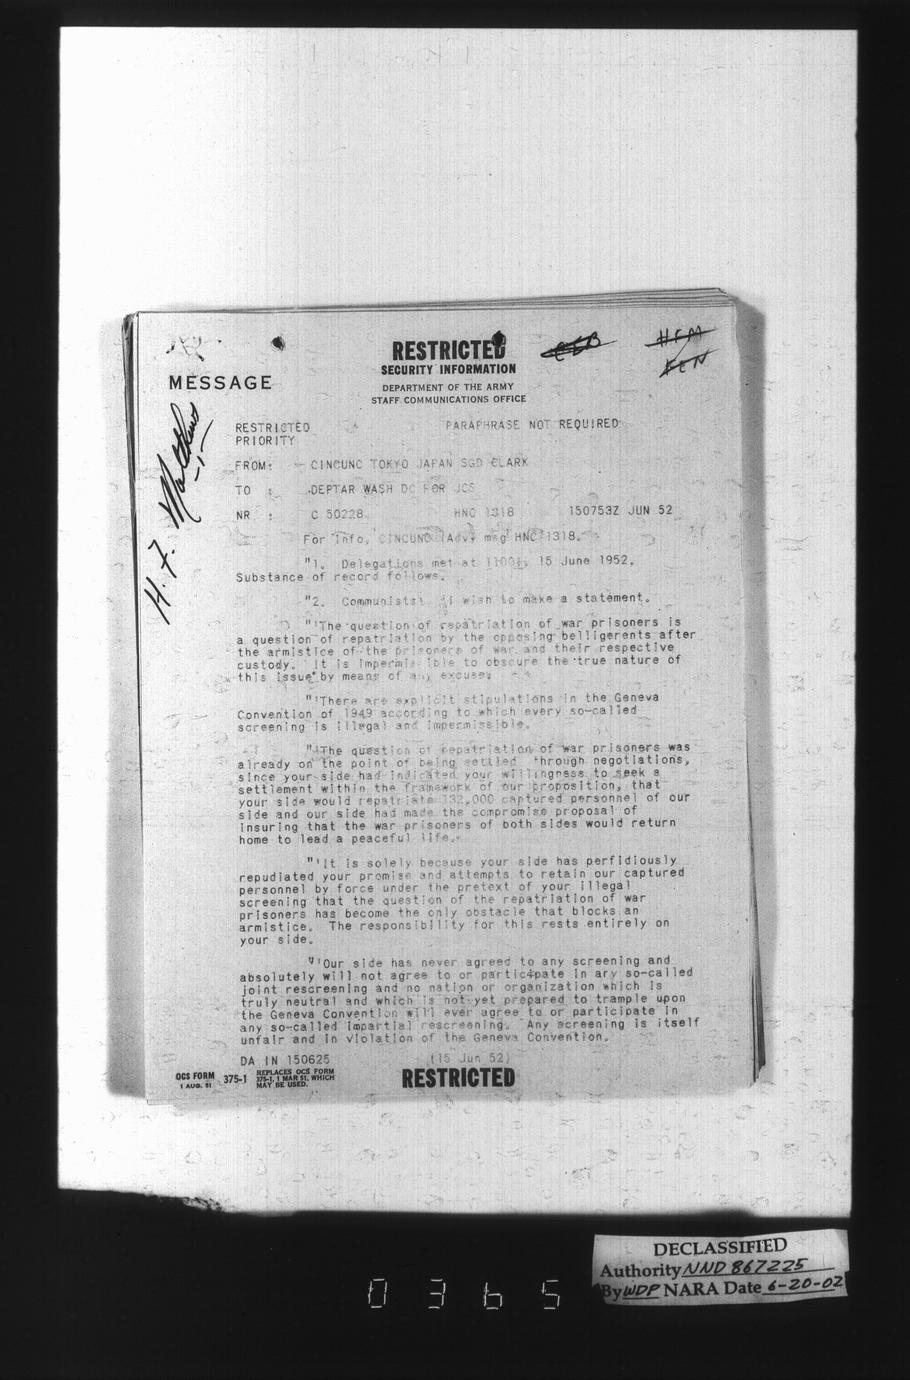 RESTRICTED
SECURITY INFORMATION
DEPARTMENT OF THE ARMY
STAFF COMMUNICATIONS OFFICE
MESSAGE
HFM
FEN
H. F. Matthews
-1-
RESTRICTED PARAPHRASE NOT REQUIRED
PRIORITY
FROM: CINCUNC TOKYO JAPAN SGD CLARK
TO : DEPTAR WASH DC FOR JCS
NR : C 50228 HNC 1318 150753Z JUN 52
For info, CINCUNC (Adv) msg HNC 1318.
"1. Delegations met at 1100I, 15 June 1952.
Substance of record follows.
"2. Communists: 'I wish to make a statement.
"'The question of repatriation of war prisoners is
a question of repatriation by the opposing belligerents after
the armistice of the prisoners of war and their respective
custody. It is impermissible to obscure the true nature of
this issue by means of any excuse.
"'There are explicit stipulations in the Geneva
Convention of 1949 according to which every so-called
screening is illegal and impermissible.
"'The question of repatriation of war prisoners was
already on the point of being settled through negotiations,
since your side had indicated your willingness to seek a
settlement within the framework of our proposition, that
your side would repatriate 132,000 captured personnel of our
side and our side had made the compromise proposal of
insuring that the war prisoners of both sides would return
home to lead a peaceful life.
"'It is solely because your side has perfidiously
repudiated your promise and attempts to retain our captured
personnel by force under the pretext of your illegal
screening that the question of the repatriation of war
prisoners has become the only obstacle that blocks an
armistice. The responsibility for this rests entirely on
your side.
"'Our side has never agreed to any screening and
absolutely will not agree to or participate in any so-called
joint rescreening and no nation or organization which is
truly neutral and which is not yet prepared to trample upon
the Geneva Convention will ever agree to or participate in
any so-called impartial rescreening. Any screening is itself
unfair and in violation of the Geneva Convention.
DA IN 150625 (15 Jun 52)
OCS FORM 375-1 REPLACES OCS FORM
1 AUG. 51 375-1, 1 MAR 51, WHICH
MAY BE USED.
RESTRICTED
DECLASSIFIED
Authority NND 867225
By WDP NARA Date 6-20-02
0365